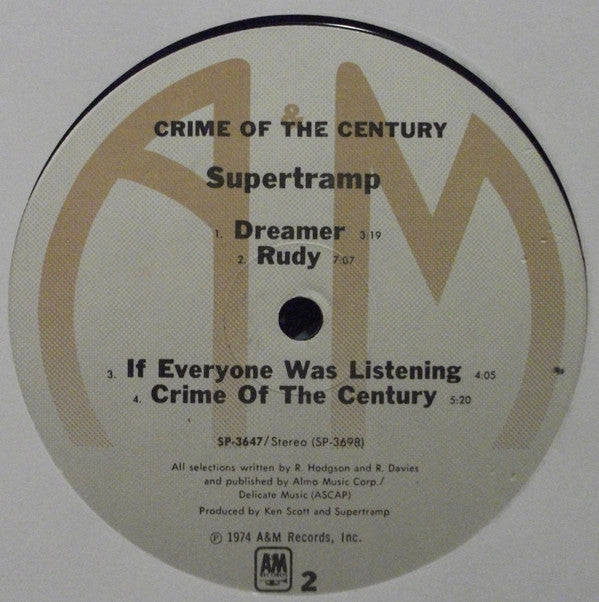 A&M
CRIME OF THE CENTURY
Supertramp
1. Dreamer 3:19
2. Rudy 7:07
3. If Everyone Was Listening 4:05
4. Crime Of The Century 5:20
SP-3647/Stereo (SP-3698)
All selections written by R. Hodgson and R. Davies
and published by Almo Music Corp./
Delicate Music (ASCAP)
Produced by Ken Scott and Supertramp
℗ 1974 A&M Records, Inc.
AM
RECORDS
2